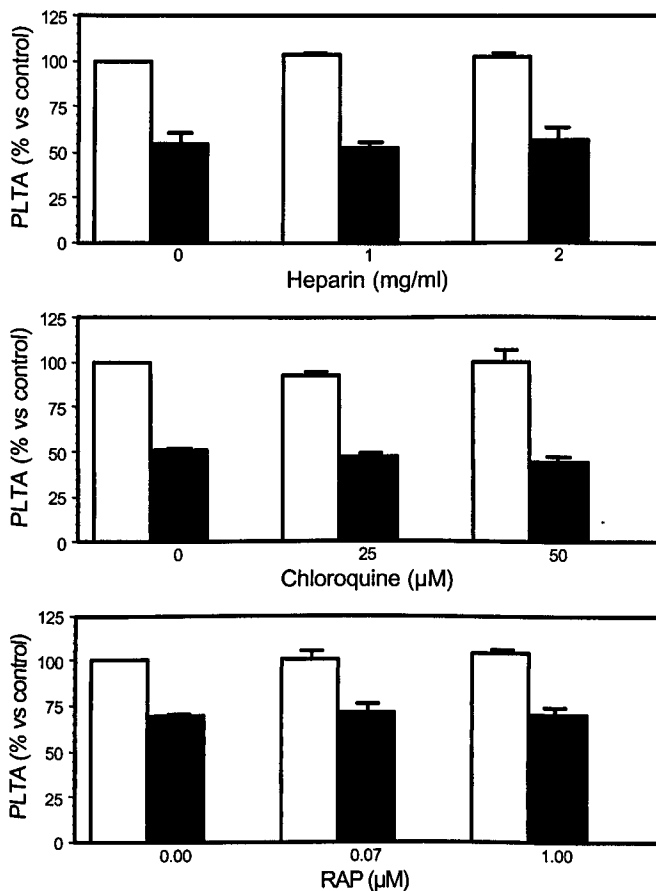 125
100
75
50
25
0
PLTA (% vs control)
0 1 2
Heparin (mg/ml)
125
100
75
50
25
0
PLTA (% vs control)
0 25 50
Chloroquine (µM)
125
100
75
50
25
0
PLTA (% vs control)
0.00 0.07 1.00
RAP (µM)